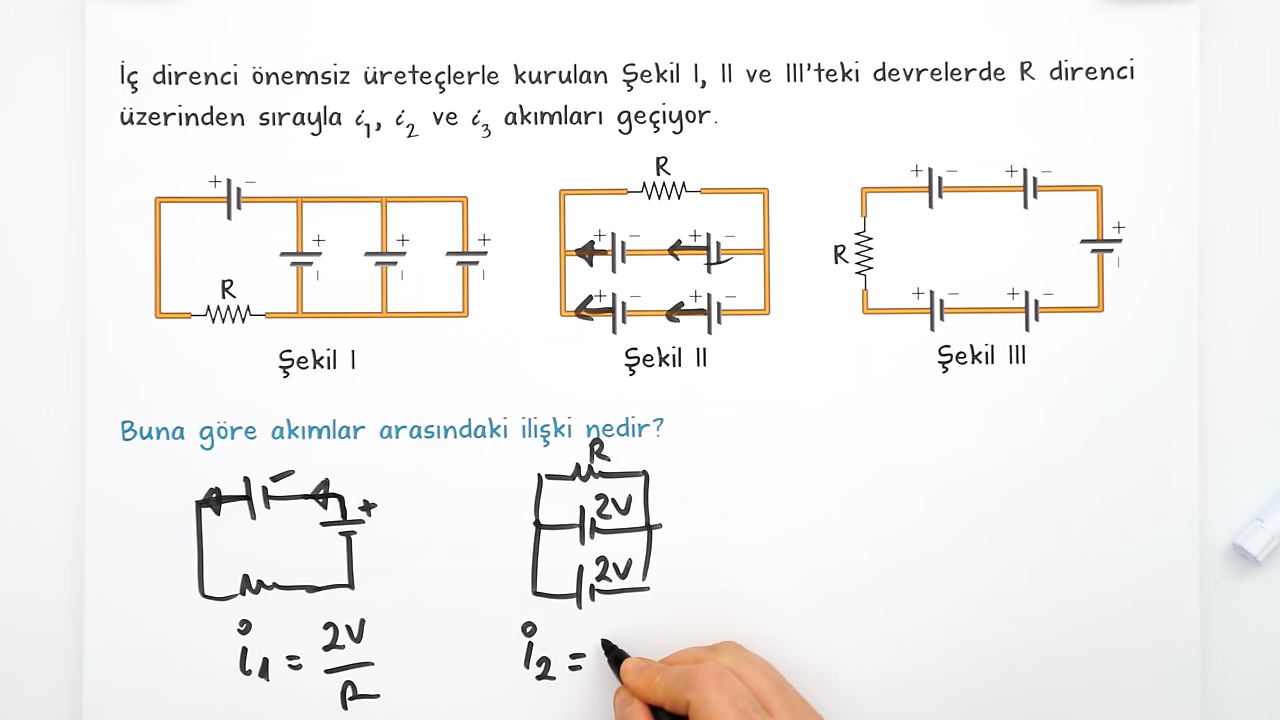 İç direnci önemsiz üreteçlerle kurulan Şekil I, II ve III'teki devrelerde R direnci
üzerinden sırayla i₁, i₂ ve i₃ akımları geçiyor.
+ −
+ − + − + −
R
Şekil I
R
+ − + −
+ − + −
Şekil II
+ − + −
+ −
R
+ − + −
Şekil III
Buna göre akımlar arasındaki ilişki nedir?
−
+
i₁ = 2V/R
R
2V
2V
i₂ =